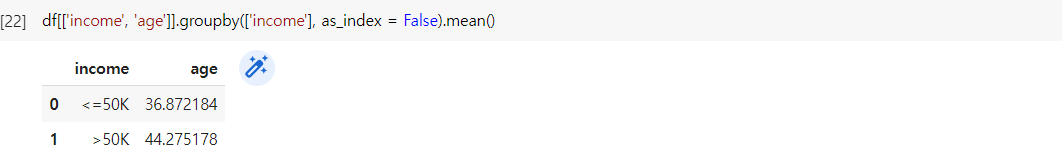 [22] df[['income', 'age']].groupby(['income'], as_index = False).mean()
income age
0 <=50K 36.872184
1 >50K 44.275178